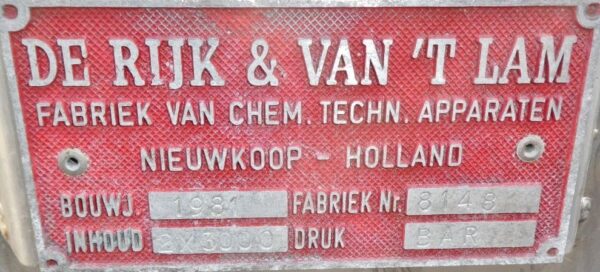 DE RIJK & VAN 'T LAM
FABRIEK VAN CHEM. TECHN. APPARATEN
NIEUWKOOP - HOLLAND
BOUWJ. 1981 FABRIEK Nr. 8148
INHOUD 2X3000 DRUK BAR